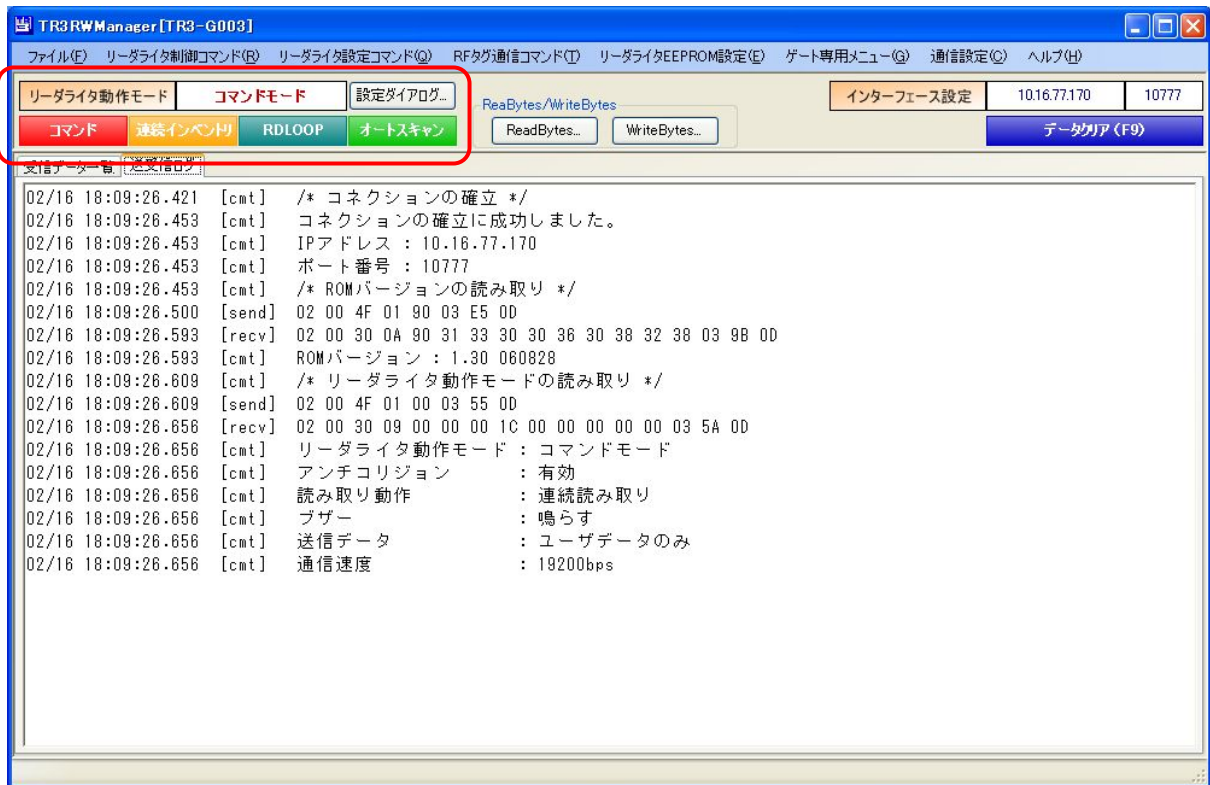 TR3RWManager[TR3-G003]
ファイル(F) リーダライタ制御コマンド(R) リーダライタ設定コマンド(Q) RFタグ通信コマンド(T) リーダライタEEPROM設定(E) ゲート専用メニュー(G) 通信設定(C) ヘルプ(H)
リーダライタ動作モード コマンドモード 設定ダイアログ... ReaBytes/WriteBytes インターフェース設定 10.16.77.170 10777
コマンド 連続インベントリ RDLOOP オートスキャン ReadBytes... WriteBytes... データクリア(F9)
受信データ一覧 送受信ログ
02/16 18:09:26.421 [cmt] /* コネクションの確立 */
02/16 18:09:26.453 [cmt] コネクションの確立に成功しました。
02/16 18:09:26.453 [cmt] IPアドレス : 10.16.77.170
02/16 18:09:26.453 [cmt] ポート番号 : 10777
02/16 18:09:26.453 [cmt] /* ROMバージョンの読み取り */
02/16 18:09:26.500 [send] 02 00 4F 01 90 03 E5 0D
02/16 18:09:26.593 [recv] 02 00 30 0A 90 31 33 30 30 36 30 38 32 38 03 9B 0D
02/16 18:09:26.593 [cmt] ROMバージョン : 1.30 060828
02/16 18:09:26.609 [cmt] /* リーダライタ動作モードの読み取り */
02/16 18:09:26.609 [send] 02 00 4F 01 00 03 55 0D
02/16 18:09:26.656 [recv] 02 00 30 09 00 00 00 1C 00 00 00 00 00 03 5A 0D
02/16 18:09:26.656 [cmt] リーダライタ動作モード : コマンドモード
02/16 18:09:26.656 [cmt] アンチコリジョン : 有効
02/16 18:09:26.656 [cmt] 読み取り動作 : 連続読み取り
02/16 18:09:26.656 [cmt] ブザー : 鳴らす
02/16 18:09:26.656 [cmt] 送信データ : ユーザデータのみ
02/16 18:09:26.656 [cmt] 通信速度 : 19200bps